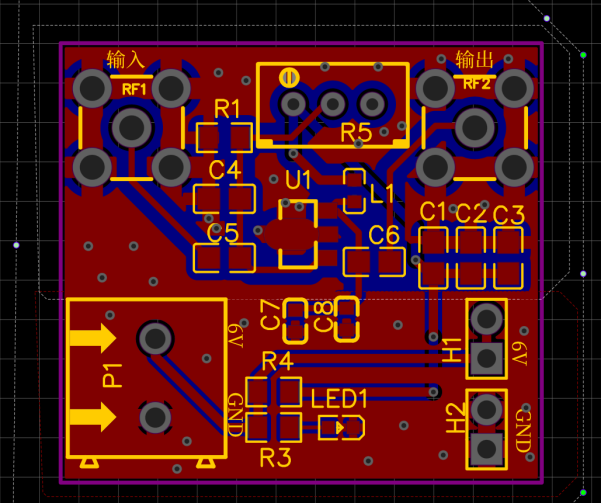 输入
输出
RF1
RF2
R1
R5
C4
U1
L1
C1
C2
C3
C5
C6
C7
C8
6V
P1
H1
6V
R4
GND
LED1
H2
GND
R3